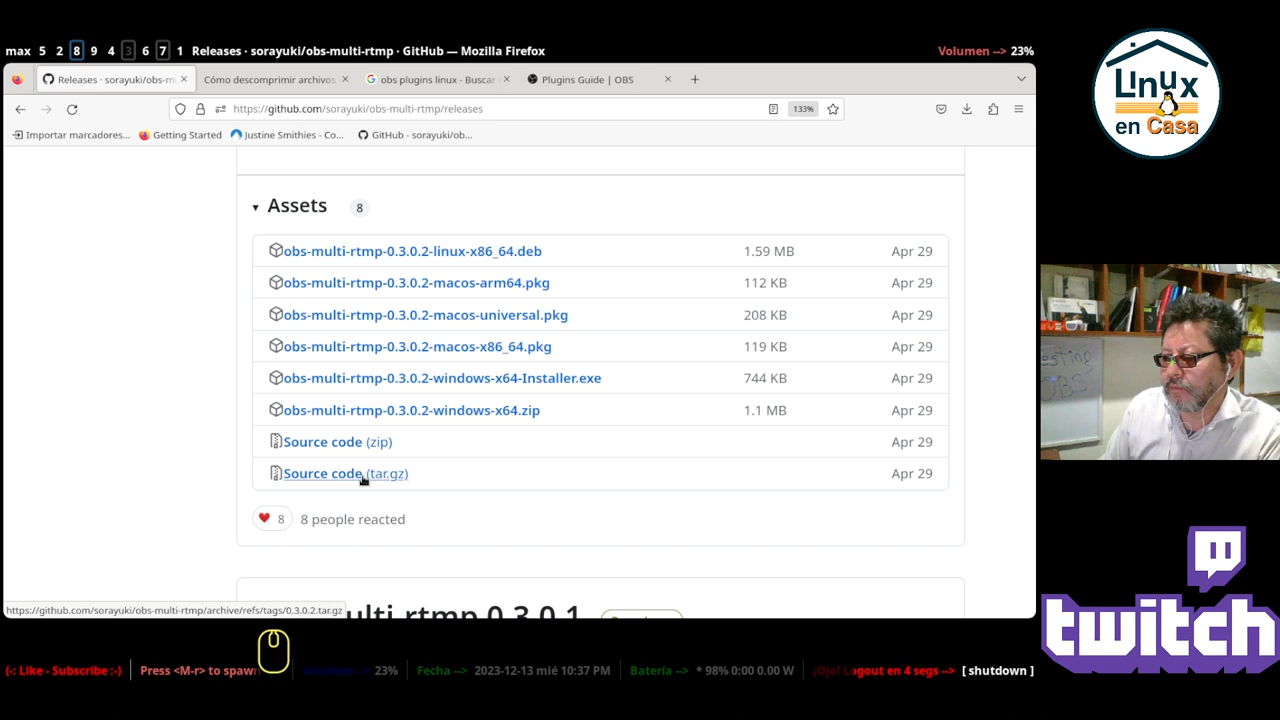 max 5 2 8 9 4 3 6 7 1 Releases · sorayuki/obs-multi-rtmp · GitHub — Mozilla Firefox
Volumen --> 23%
Releases · sorayuki/obs-m
Cómo descomprimir archivos
obs plugins linux - Buscar
Plugins Guide | OBS
https://github.com/sorayuki/obs-multi-rtmp/releases
133%
Importar marcadores...
Getting Started
Justine Smithies - Co...
GitHub - sorayuki/ob...
Assets 8
obs-multi-rtmp-0.3.0.2-linux-x86_64.deb 1.59 MB Apr 29
obs-multi-rtmp-0.3.0.2-macos-arm64.pkg 112 KB Apr 29
obs-multi-rtmp-0.3.0.2-macos-universal.pkg 208 KB Apr 29
obs-multi-rtmp-0.3.0.2-macos-x86_64.pkg 119 KB Apr 29
obs-multi-rtmp-0.3.0.2-windows-x64-Installer.exe 744 KB Apr 29
obs-multi-rtmp-0.3.0.2-windows-x64.zip 1.1 MB Apr 29
Source code (zip) Apr 29
Source code (tar.gz) Apr 29
8 8 people reacted
ulti-rtmp 0.3.0.1
https://github.com/sorayuki/obs-multi-rtmp/archive/refs/tags/0.3.0.2.tar.gz
(-: Like - Subscribe :-)
Press <M-r> to spawn
Volumen --> 23%
Fecha --> 2023-12-13 mié 10:37 PM
Batería --> * 98% 0:00 0.00 W
¡Ojo! Logout en 4 segs -->
[ shutdown ]
Linux
en Casa
esting
OBS
twitch